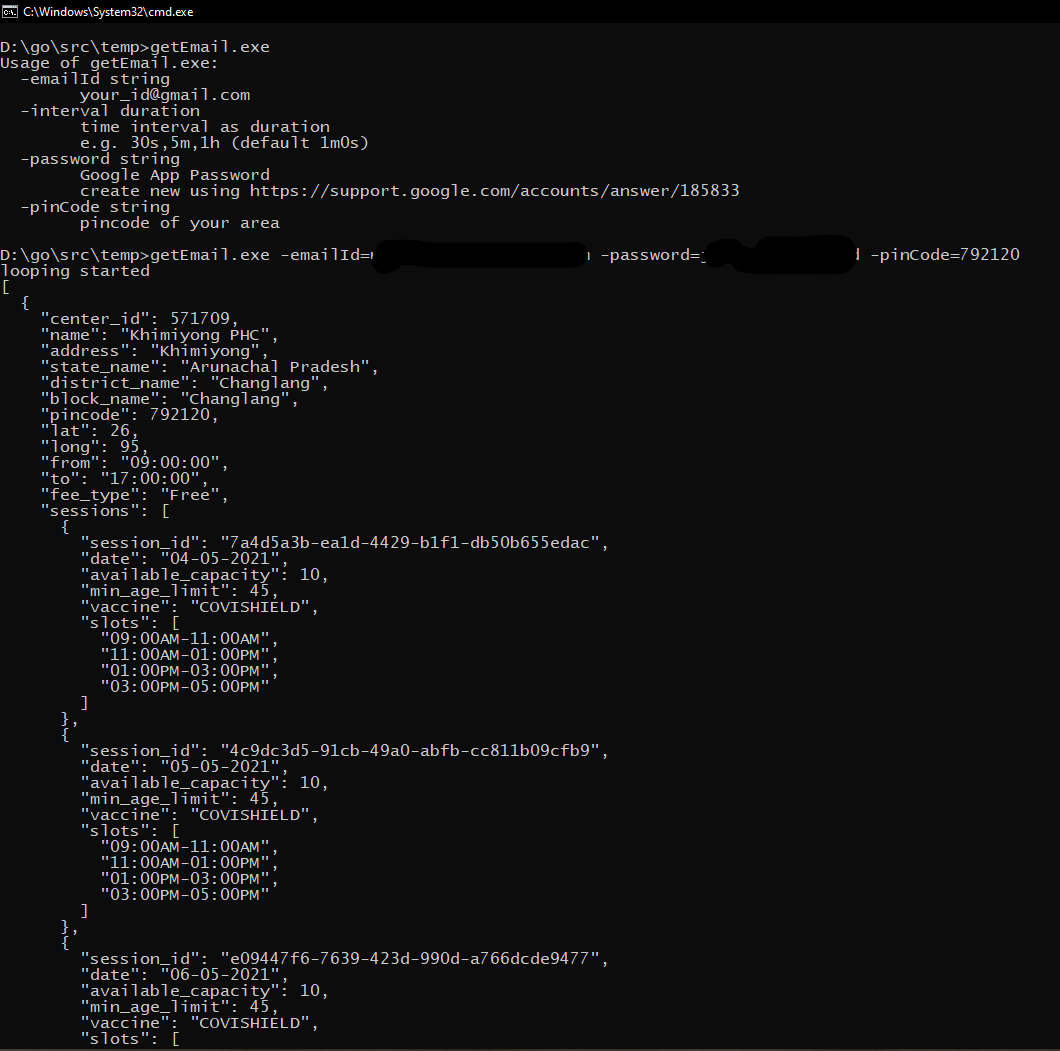 C:\Windows\System32\cmd.exe
D:\go\src\temp>getEmail.exe
Usage of getEmail.exe:
  -emailId string
        your_id@gmail.com
  -interval duration
        time interval as duration
        e.g. 30s,5m,1h (default 1m0s)
  -password string
        Google App Password
        create new using https://support.google.com/accounts/answer/185833
  -pinCode string
        pincode of your area
D:\go\src\temp>getEmail.exe -emailId= -password= -pinCode=792120
looping started
[
  {
    "center_id": 571709,
    "name": "Khimiyong PHC",
    "address": "Khimiyong",
    "state_name": "Arunachal Pradesh",
    "district_name": "Changlang",
    "block_name": "Changlang",
    "pincode": 792120,
    "lat": 26,
    "long": 95,
    "from": "09:00:00",
    "to": "17:00:00",
    "fee_type": "Free",
    "sessions": [
      {
        "session_id": "7a4d5a3b-ea1d-4429-b1f1-db50b655edac",
        "date": "04-05-2021",
        "available_capacity": 10,
        "min_age_limit": 45,
        "vaccine": "COVISHIELD",
        "slots": [
          "09:00AM-11:00AM",
          "11:00AM-01:00PM",
          "01:00PM-03:00PM",
          "03:00PM-05:00PM"
        ]
      },
      {
        "session_id": "4c9dc3d5-91cb-49a0-abfb-cc811b09cfb9",
        "date": "05-05-2021",
        "available_capacity": 10,
        "min_age_limit": 45,
        "vaccine": "COVISHIELD",
        "slots": [
          "09:00AM-11:00AM",
          "11:00AM-01:00PM",
          "01:00PM-03:00PM",
          "03:00PM-05:00PM"
        ]
      },
      {
        "session_id": "e09447f6-7639-423d-990d-a766dcde9477",
        "date": "06-05-2021",
        "available_capacity": 10,
        "min_age_limit": 45,
        "vaccine": "COVISHIELD",
        "slots": [